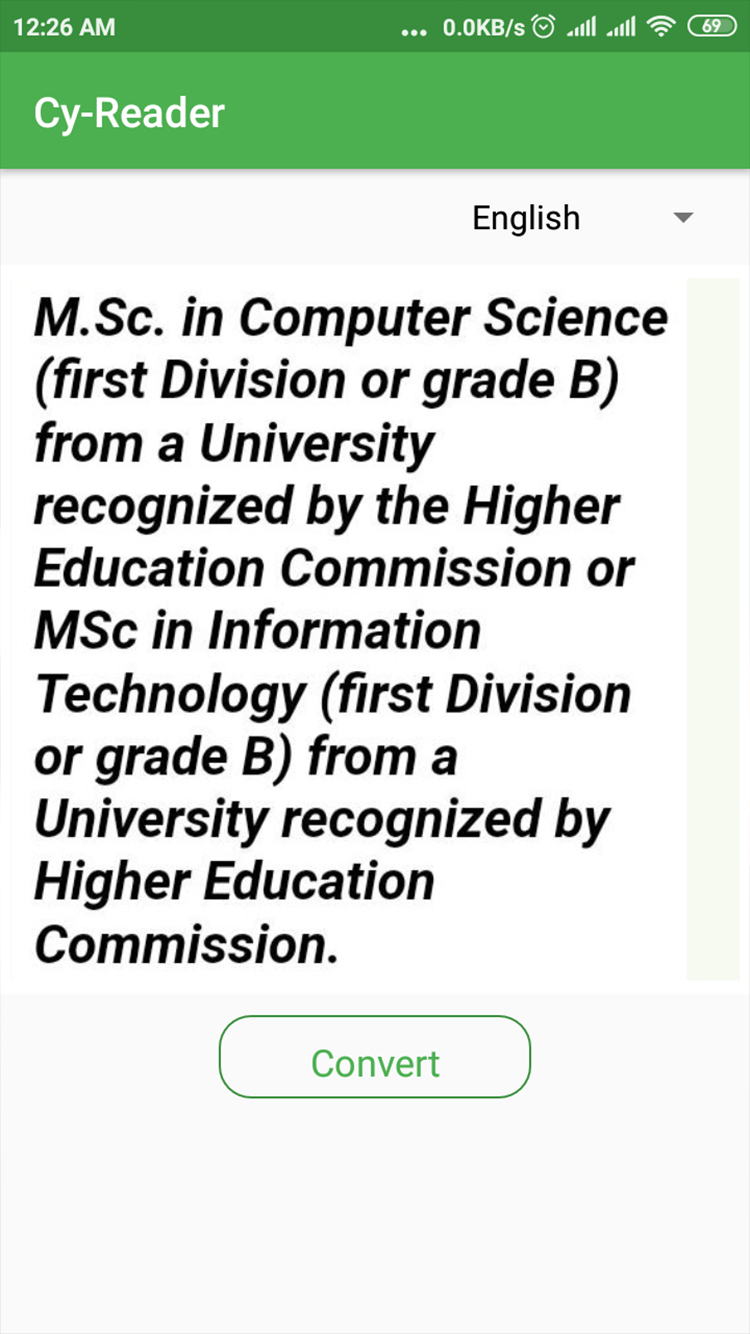 12:26 AM ... 0.0KB/s 69
Cy-Reader
English
M.Sc. in Computer Science
(first Division or grade B)
from a University
recognized by the Higher
Education Commission or
MSc in Information
Technology (first Division
or grade B) from a
University recognized by
Higher Education
Commission.
Convert